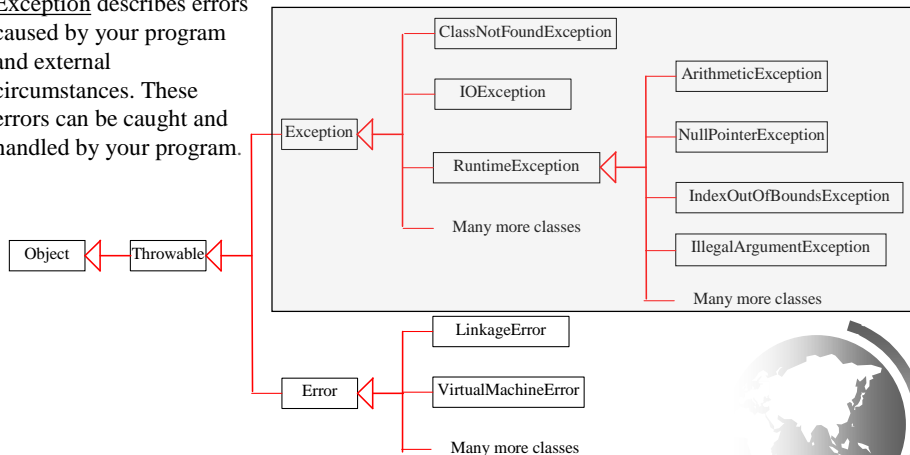 Exception describes errors
caused by your program
and external
circumstances. These
errors can be caught and
handled by your program.
ClassNotFoundException
ArithmeticException
IOException
Exception
NullPointerException
RuntimeException
IndexOutOfBoundsException
Many more classes
Object
Throwable
IllegalArgumentException
Many more classes
LinkageError
Error
VirtualMachineError
Many more classes